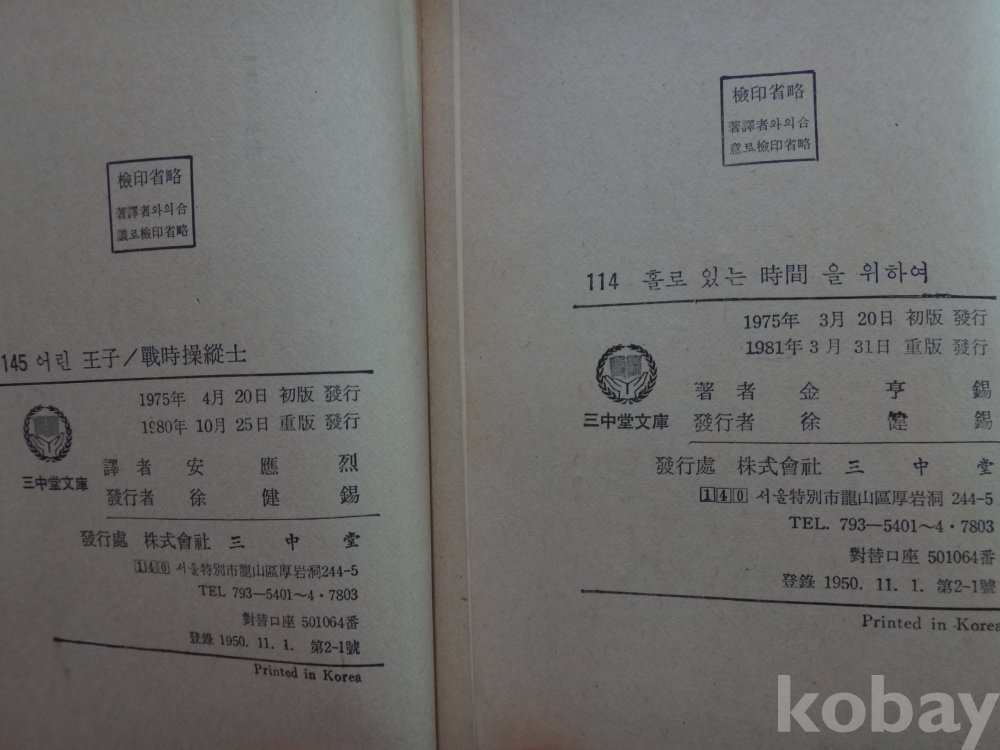 檢印省略
著譯者와의合
議로檢印省略
145 어린 王子/戰時操縱士
1975年 4月 20日 初版 發行
1980年 10月 25日 重版 發行
三中堂文庫
譯者 安應烈
發行者 徐健錫
發行處 株式會社 三中堂
140 서울特別市龍山區厚岩洞244-5
TEL 793—5401~4·7803
對替口座 501064番
登錄 1950. 11. 1. 第2-1號
Printed in Korea
檢印省略
著譯者와의合
意로檢印省略
114 홀로 있는 時間 을 위하여
1975年 3月 20日 初版 發行
1981年 3月 31日 重版 發行
三中堂文庫
著者 金亨錫
發行者 徐健錫
發行處 株式會社 三中堂
140 서울特別市龍山區厚岩洞 244-5
TEL. 793—5401~4·7803
對替口座 501064番
登錄 1950. 11. 1. 第2-1號
Printed in Korea
kobay